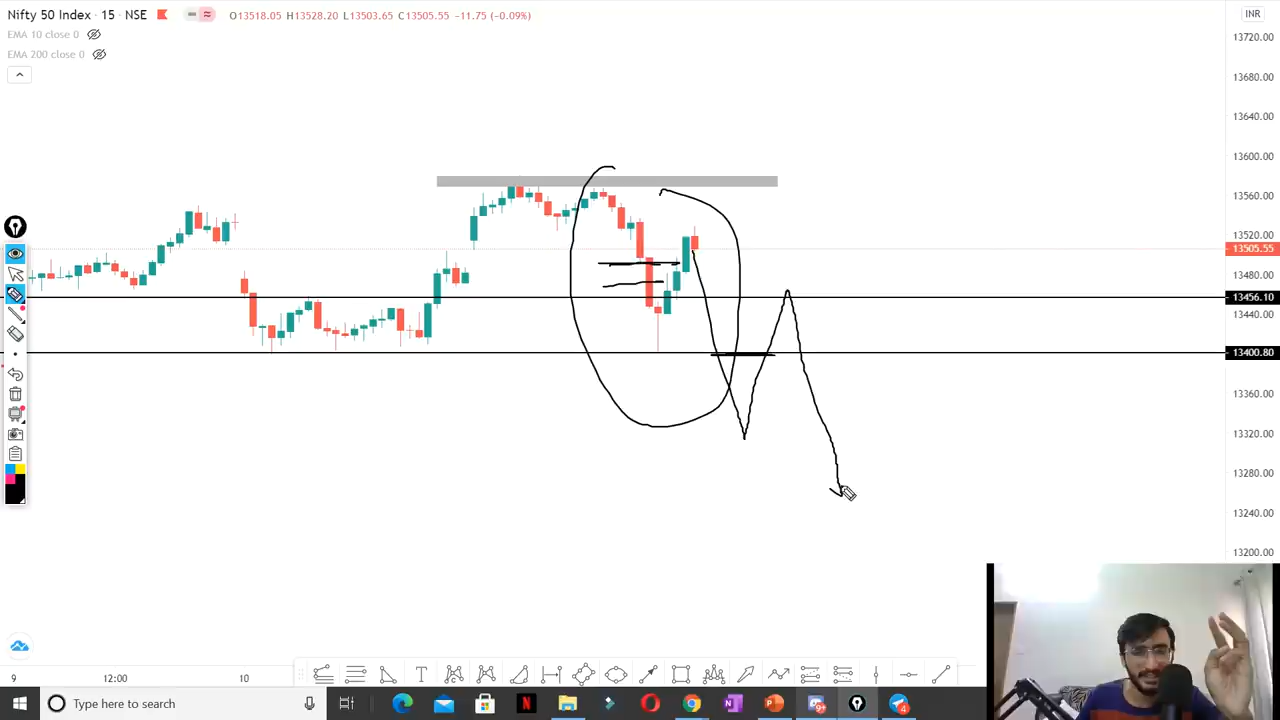 Nifty 50 Index · 15 · NSE O13518.05 H13528.20 L13503.65 C13505.55 −11.75 (−0.09%)
INR
EMA 10 close 0
EMA 200 close 0
13720.00
13680.00
13640.00
13600.00
13560.00
13520.00
13505.55
13480.00
13456.10
13440.00
13400.80
13360.00
13320.00
13280.00
13240.00
13200.00
9 12:00 10
T
Type here to search
N
P
9+
4